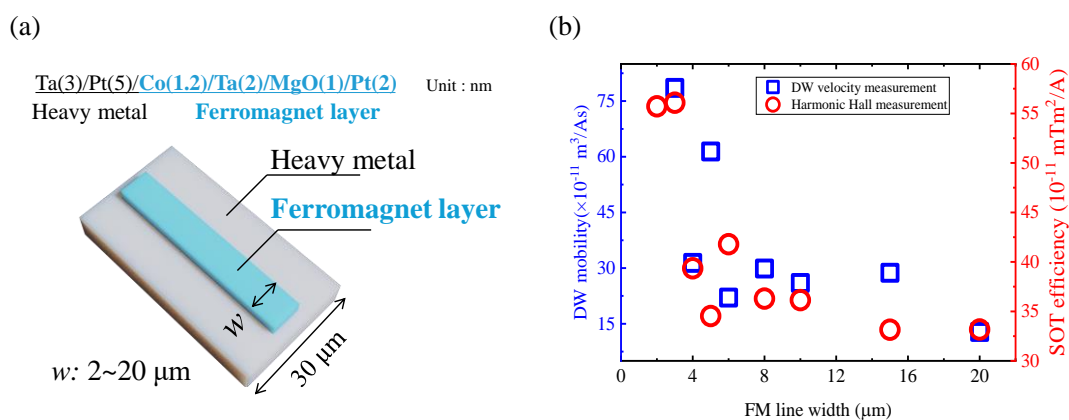 (a)
Ta(3)/Pt(5)/Co(1.2)/Ta(2)/MgO(1)/Pt(2) Unit : nm
Heavy metal Ferromagnet layer
Heavy metal
Ferromagnet layer
w
30 μm
w: 2~20 μm
(b)
DW velocity measurement
Harmonic Hall measurement
DW mobility(×10⁻¹¹ m³/As)
75
60
45
30
15
60
55
50
45
40
35
30
SOT efficiency (10⁻¹¹ mTm²/A)
0 4 8 12 16 20
FM line width (μm)